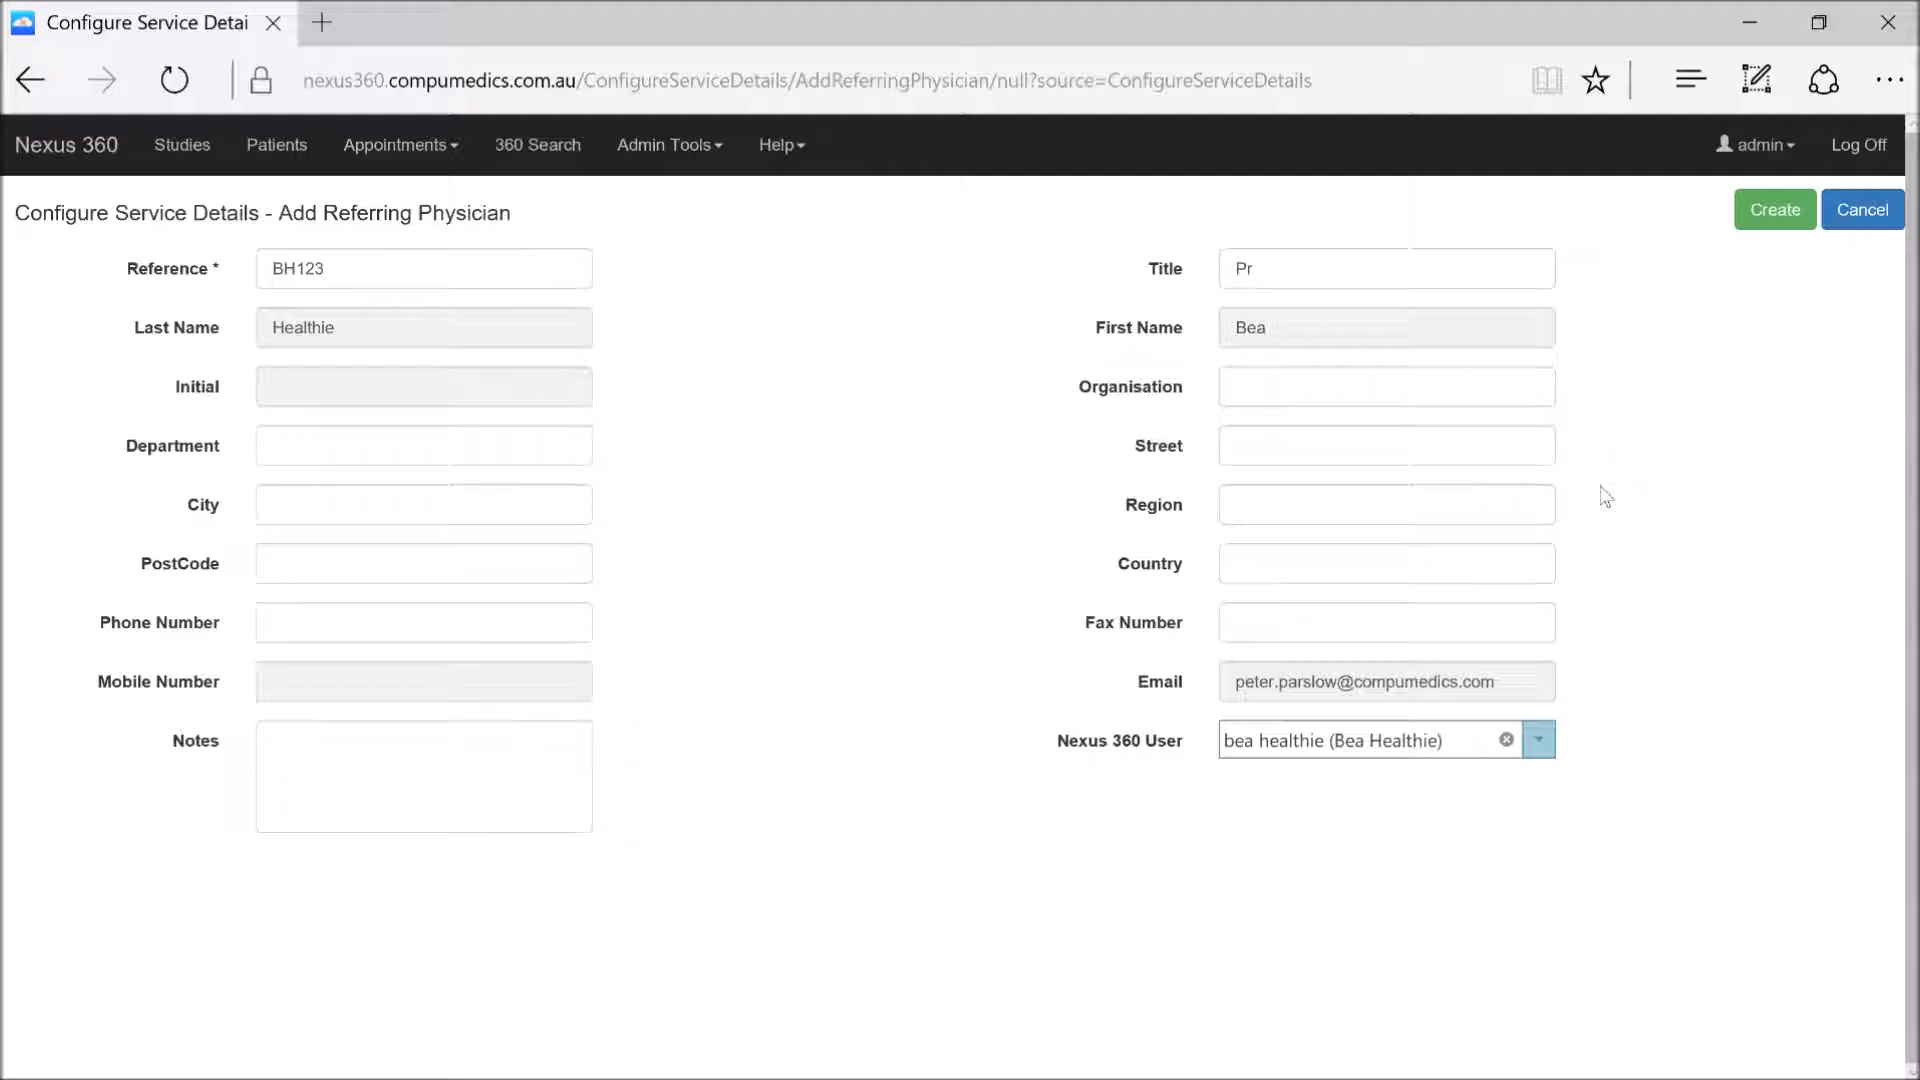 Configure Service Detai
nexus360.compumedics.com.au/ConfigureServiceDetails/AddReferringPhysician/null?source=ConfigureServiceDetails
Nexus 360 Studies Patients Appointments 360 Search Admin Tools Help admin Log Off
Configure Service Details - Add Referring Physician Create Cancel
Reference * BH123 Title Pr
Last Name Healthie First Name Bea
Initial Organisation
Department Street
City Region
PostCode Country
Phone Number Fax Number
Mobile Number Email peter.parslow@compumedics.com
Notes Nexus 360 User bea healthie (Bea Healthie)